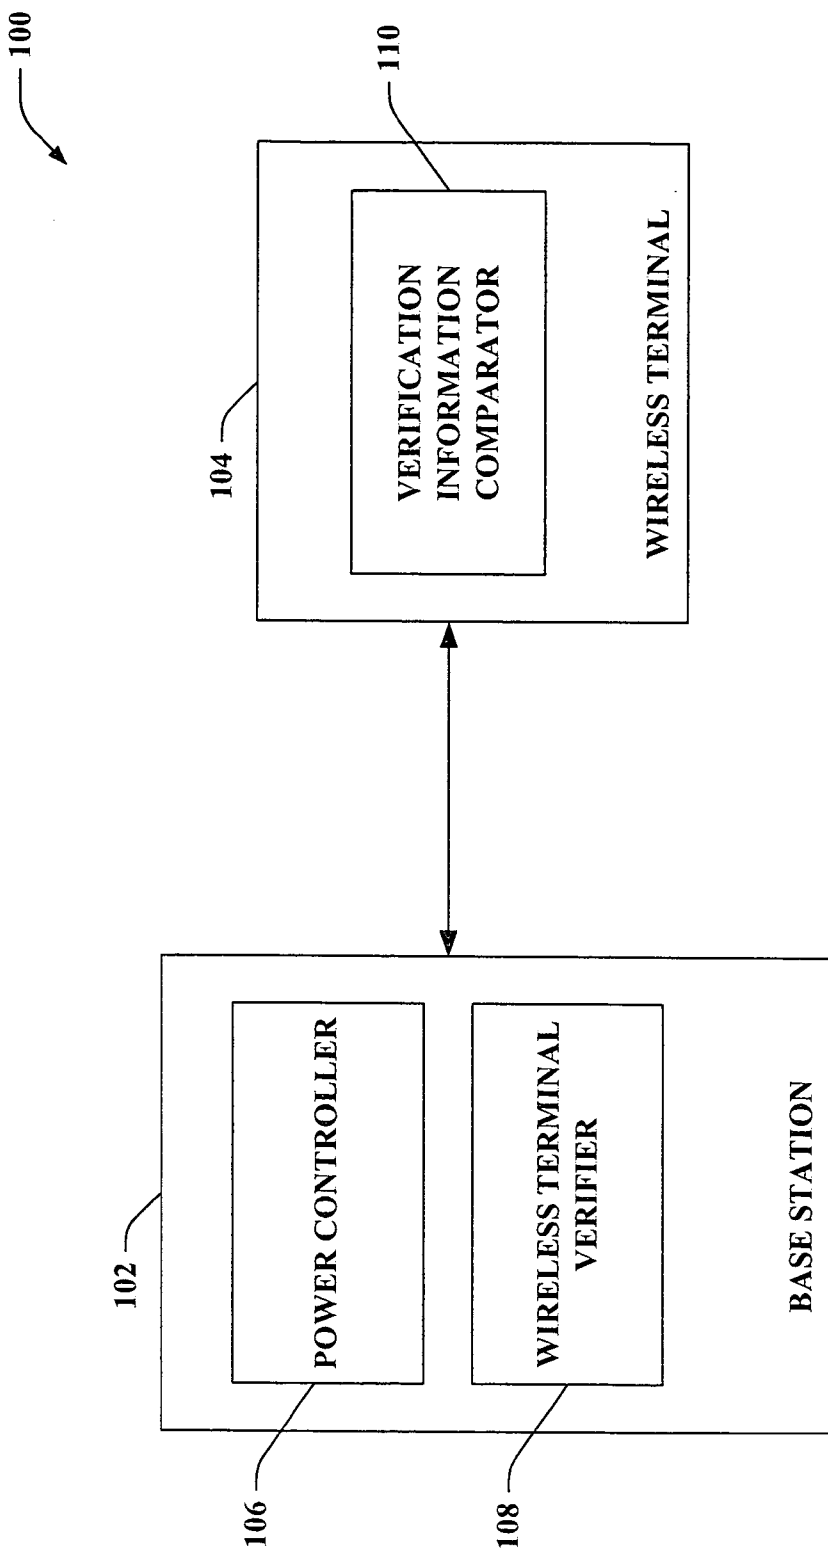 100
102
106
POWER CONTROLLER
108
WIRELESS TERMINAL
VERIFIER
BASE STATION
104
110
VERIFICATION
INFORMATION
COMPARATOR
WIRELESS TERMINAL